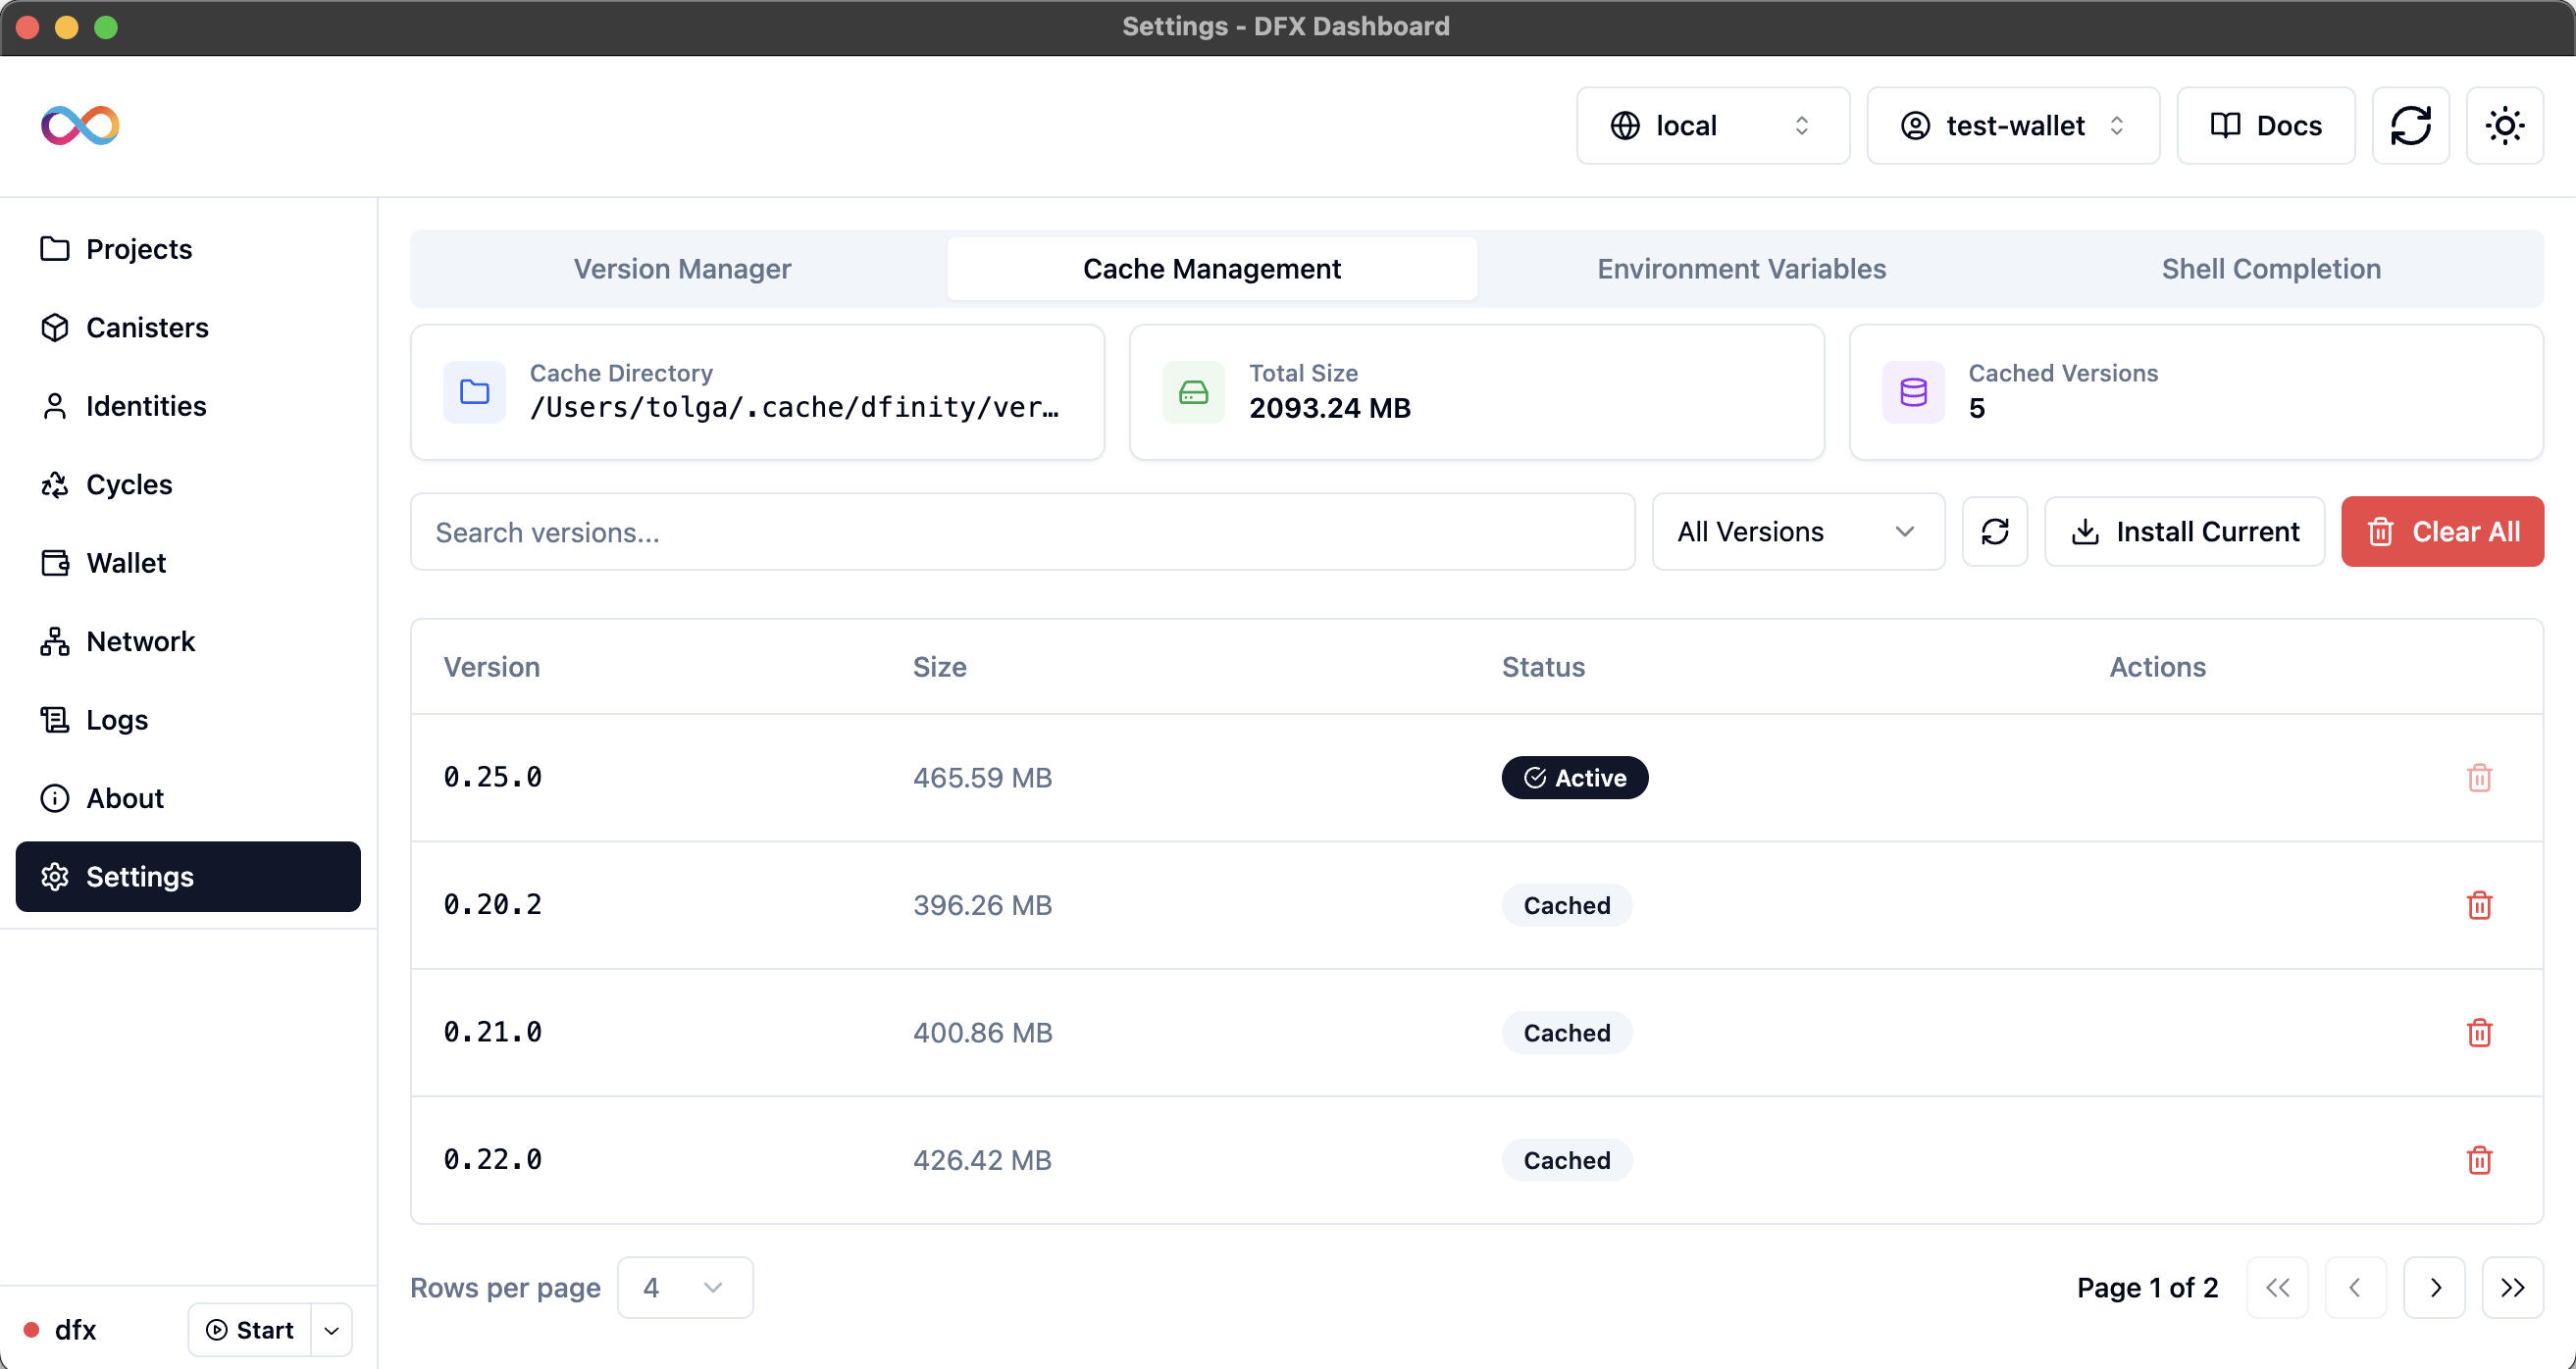 Settings - DFX Dashboard
local
test-wallet
Docs
Projects
Canisters
Identities
Cycles
Wallet
Network
Logs
About
Settings
Version Manager
Cache Management
Environment Variables
Shell Completion
Cache Directory
/Users/tolga/.cache/dfinity/ver…
Total Size
2093.24 MB
Cached Versions
5
Search versions...
All Versions
Install Current
Clear All
Version Size Status Actions
0.25.0 465.59 MB Active
0.20.2 396.26 MB Cached
0.21.0 400.86 MB Cached
0.22.0 426.42 MB Cached
Rows per page 4
Page 1 of 2
dfx
Start